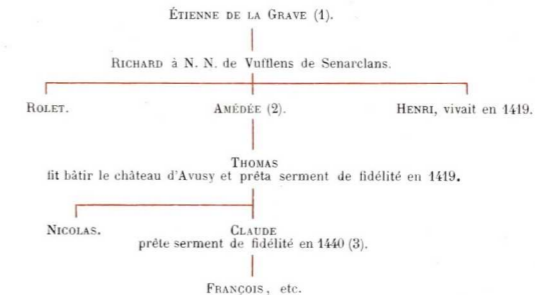 Étienne de la Grave (1).
Richard à N. N. de Vufflens de Senarclans.
Rolet. Amédée (2). Henri, vivait en 1419.
Thomas
fit bâtir le château d'Avusy et prêta serment de fidélité en 1419.
Nicolas. Claude
prête serment de fidélité en 1440 (3).
François, etc.